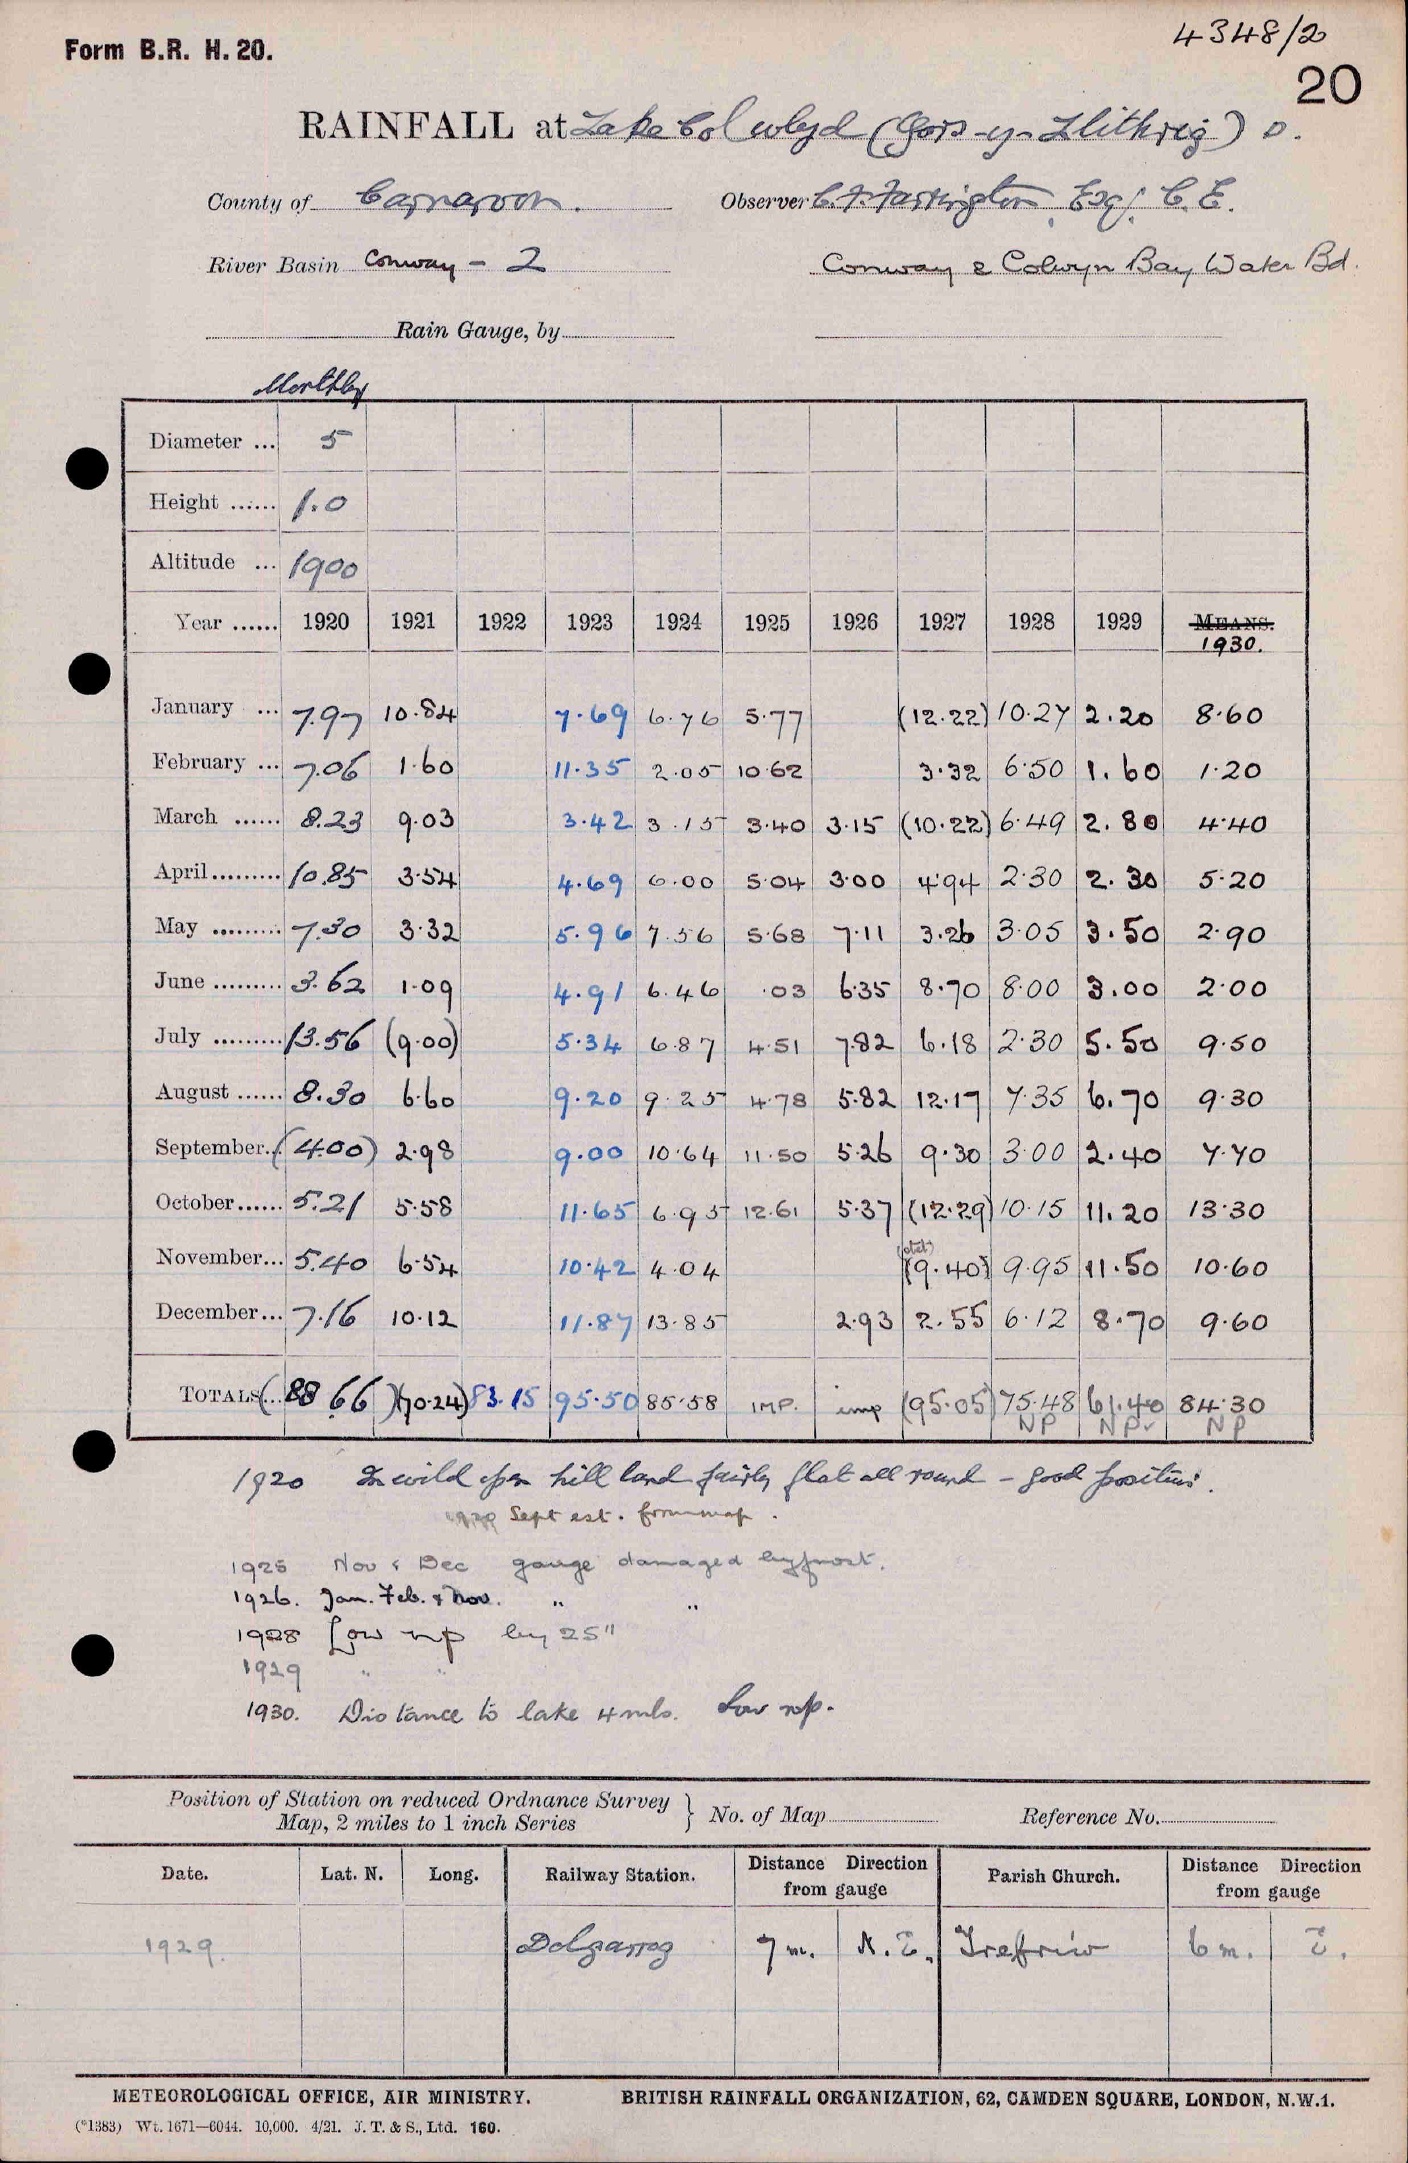 Form B.R. H. 20.
4348/2
20
RAINFALL at Lake Colwlyd (Gors-y-Llithrig) D.
County of Carnarvon. Observer C. F. Farrington, Esq., C.E.
River Basin Conway - 2 Conway & Colwyn Bay Water Bd.
Rain Gauge, by
Monthly
Diameter ... 5
Height ...... 1.0
Altitude ... 1900
Year ...... 1920 1921 1922 1923 1924 1925 1926 1927 1928 1929 MEANS.
1930.
January ... 7.97 10.84 7.69 6.76 5.77 (12.22) 10.27 2.20 8.60
February ... 7.06 1.60 11.35 2.05 10.62 3.32 6.50 1.60 1.20
March ...... 8.23 9.03 3.42 3.15 3.40 3.15 (10.22) 6.49 2.80 4.40
April ......... 10.85 3.54 4.69 6.00 5.04 3.00 4.94 2.30 2.30 5.20
May ......... 7.30 3.32 5.96 7.56 5.68 7.11 3.26 3.05 3.50 2.90
June ......... 3.62 1.09 4.91 6.46 .03 6.35 8.70 8.00 3.00 2.00
July ......... 13.56 (9.00) 5.34 6.87 4.51 7.82 6.18 2.30 5.50 9.50
August ...... 8.30 6.60 9.20 9.25 4.78 5.82 12.17 7.35 6.70 9.30
September... (4.00) 2.98 9.00 10.64 11.50 5.26 9.30 3.00 2.40 7.70
October ...... 5.21 5.58 11.65 6.95 12.61 5.37 (12.29) 10.15 11.20 13.30
(stet)
November... 5.40 6.54 10.42 4.04 (9.40) 9.95 11.50 10.60
December... 7.16 10.12 11.87 13.85 2.93 2.55 6.12 8.70 9.60
TOTALS... (88.66) (70.24) 83.15 95.50 85.58 IMP. imp (95.05) 75.48 61.40 84.30
NP NP NP
1920 In wild open hill land fairly flat all round - good position.
1920 Sept est. from map.
1925 Nov & Dec gauge damaged by frost.
1926. Jan. Feb. & Nov. " "
1928 Low np by 25"
1929 " "
1930. Distance to lake 4 mls. Low np.
Position of Station on reduced Ordnance Survey
Map, 2 miles to 1 inch Series } No. of Map Reference No.
Date. Lat. N. Long. Railway Station. Distance Direction from gauge Parish Church. Distance Direction from gauge
1929. Dolgarrog 7 m. N.E. Trefriw 6 m. E.
METEOROLOGICAL OFFICE, AIR MINISTRY. BRITISH RAINFALL ORGANIZATION, 62, CAMDEN SQUARE, LONDON, N.W.1.
(*1383) Wt. 1671—6044. 10,000. 4/21. J. T. & S., Ltd. 160.